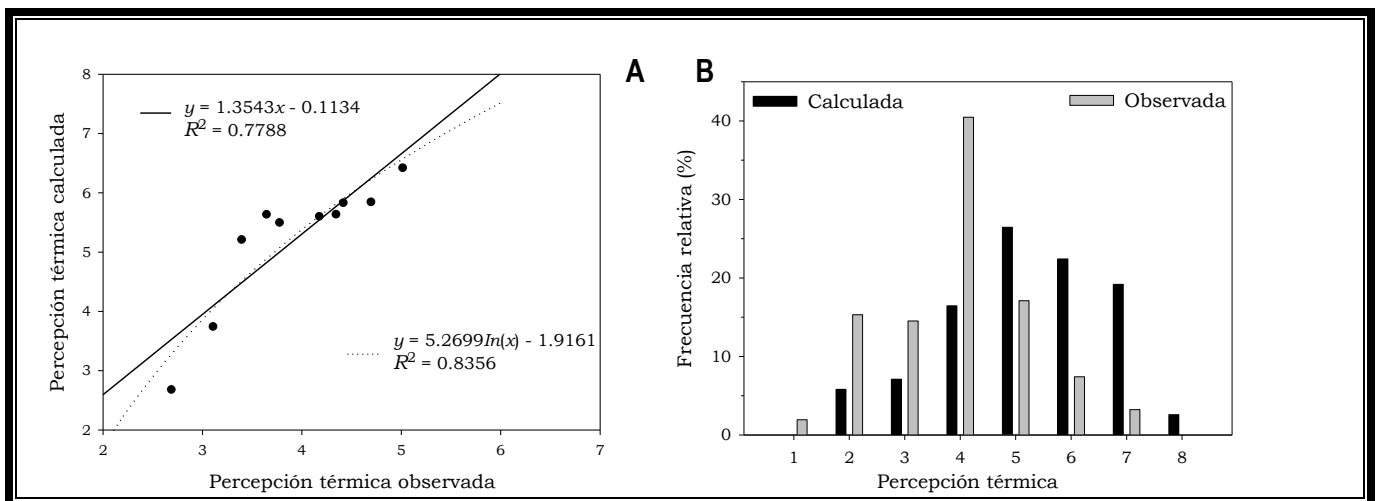 A
B
8
7
6
5
4
3
2
Percepción térmica calculada
y = 1.3543x - 0.1134
R² = 0.7788
y = 5.2699In(x) - 1.9161
R² = 0.8356
2 3 4 5 6 7
Percepción térmica observada
Calculada
Observada
40
30
20
10
0
Frecuencia relativa (%)
1 2 3 4 5 6 7 8
Percepción térmica